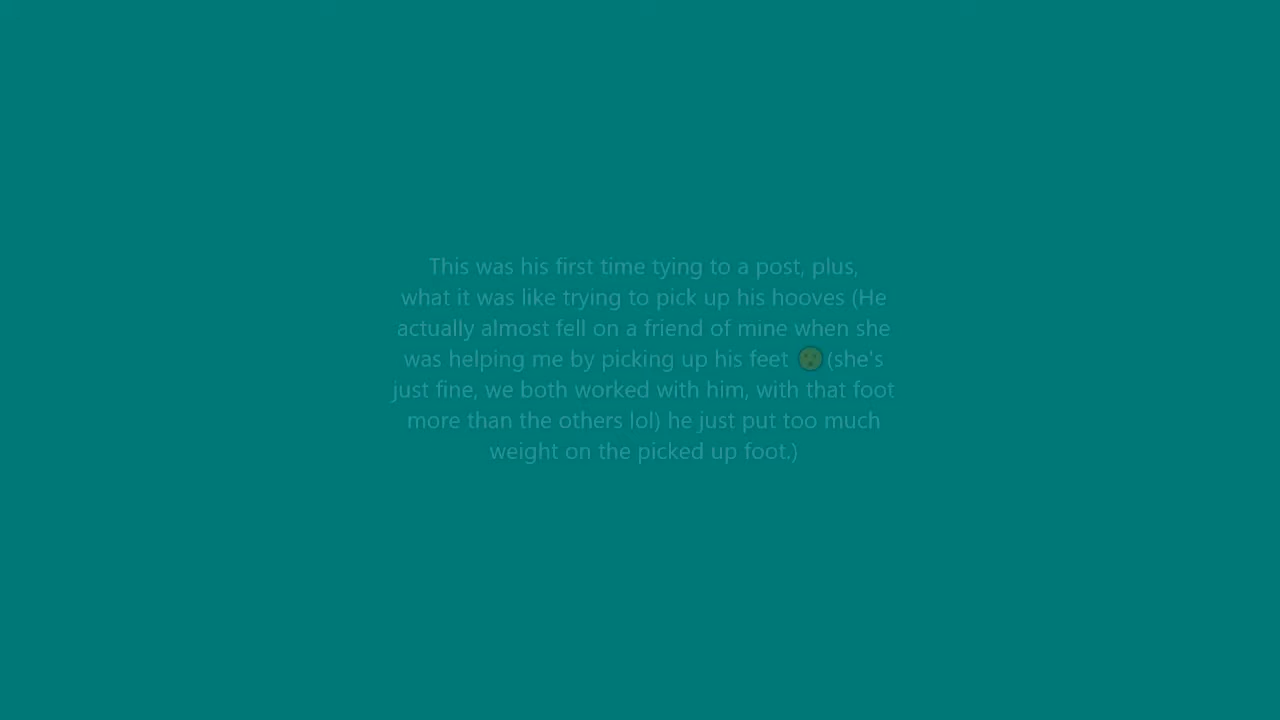 This was his first time tying to a post, plus,
what it was like trying to pick up his hooves (He
actually almost fell on a friend of mine when she
was helping me by picking up his feet 😮 (she's
just fine, we both worked with him, with that foot
more than the others lol) he just put too much
weight on the picked up foot.)